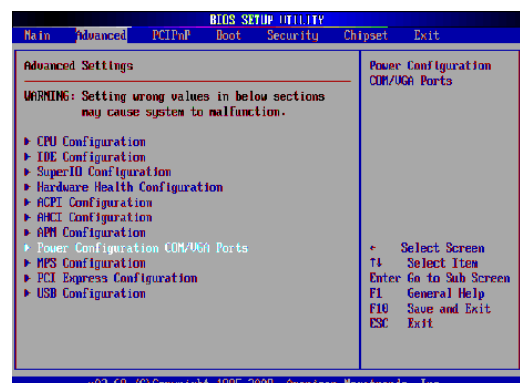 BIOS SETUP UTILITY
Main Advanced PCIPnP Boot Security Chipset Exit
Advanced Settings
WARNING: Setting wrong values in below sections
may cause system to malfunction.
▶ CPU Configuration
▶ IDE Configuration
▶ SuperIO Configuration
▶ Hardware Health Configuration
▶ ACPI Configuration
▶ AHCI Configuration
▶ APM Configuration
▶ Power Configuration COM/VGA Ports
▶ MPS Configuration
▶ PCI Express Configuration
▶ USB Configuration
Power Configuration
COM/VGA Ports
← Select Screen
↑↓ Select Item
Enter Go to Sub Screen
F1 General Help
F10 Save and Exit
ESC Exit